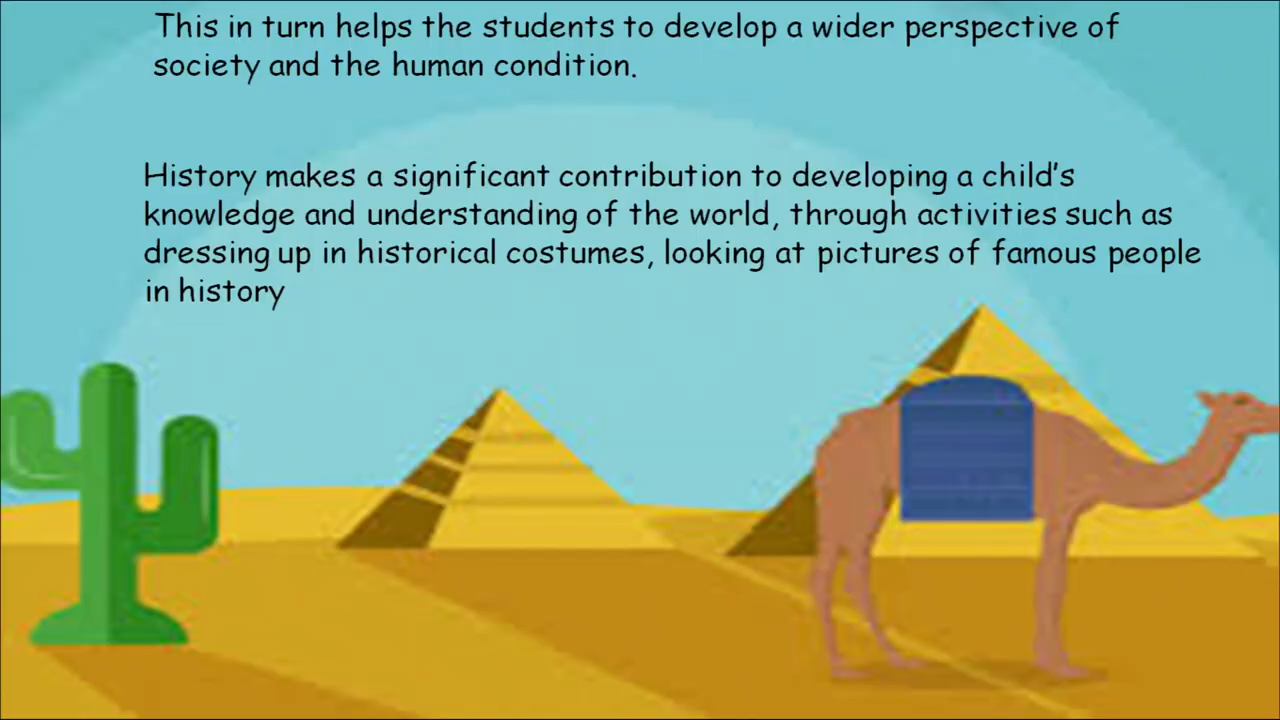 This in turn helps the students to develop a wider perspective of
society and the human condition.
History makes a significant contribution to developing a child's
knowledge and understanding of the world, through activities such as
dressing up in historical costumes, looking at pictures of famous people
in history